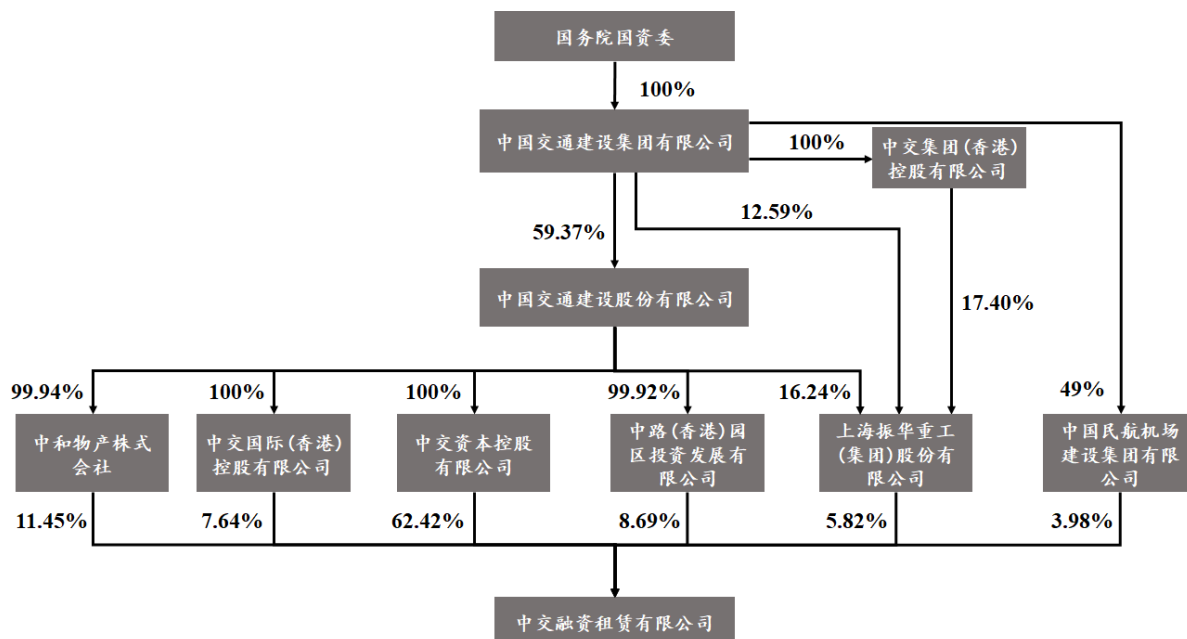 国务院国资委
100%
中国交通建设集团有限公司
100%
中交集团(香港)
控股有限公司
12.59%
59.37%
中国交通建设股份有限公司
17.40%
99.94%
100%
100%
99.92%
16.24%
49%
中和物产株式
会社
中交国际(香港)
控股有限公司
中交资本控股
有限公司
中路(香港)园
区投资发展有
限公司
上海振华重工
(集团)股份有
限公司
中国民航机场
建设集团有限
公司
11.45%
7.64%
62.42%
8.69%
5.82%
3.98%
中交融资租赁有限公司